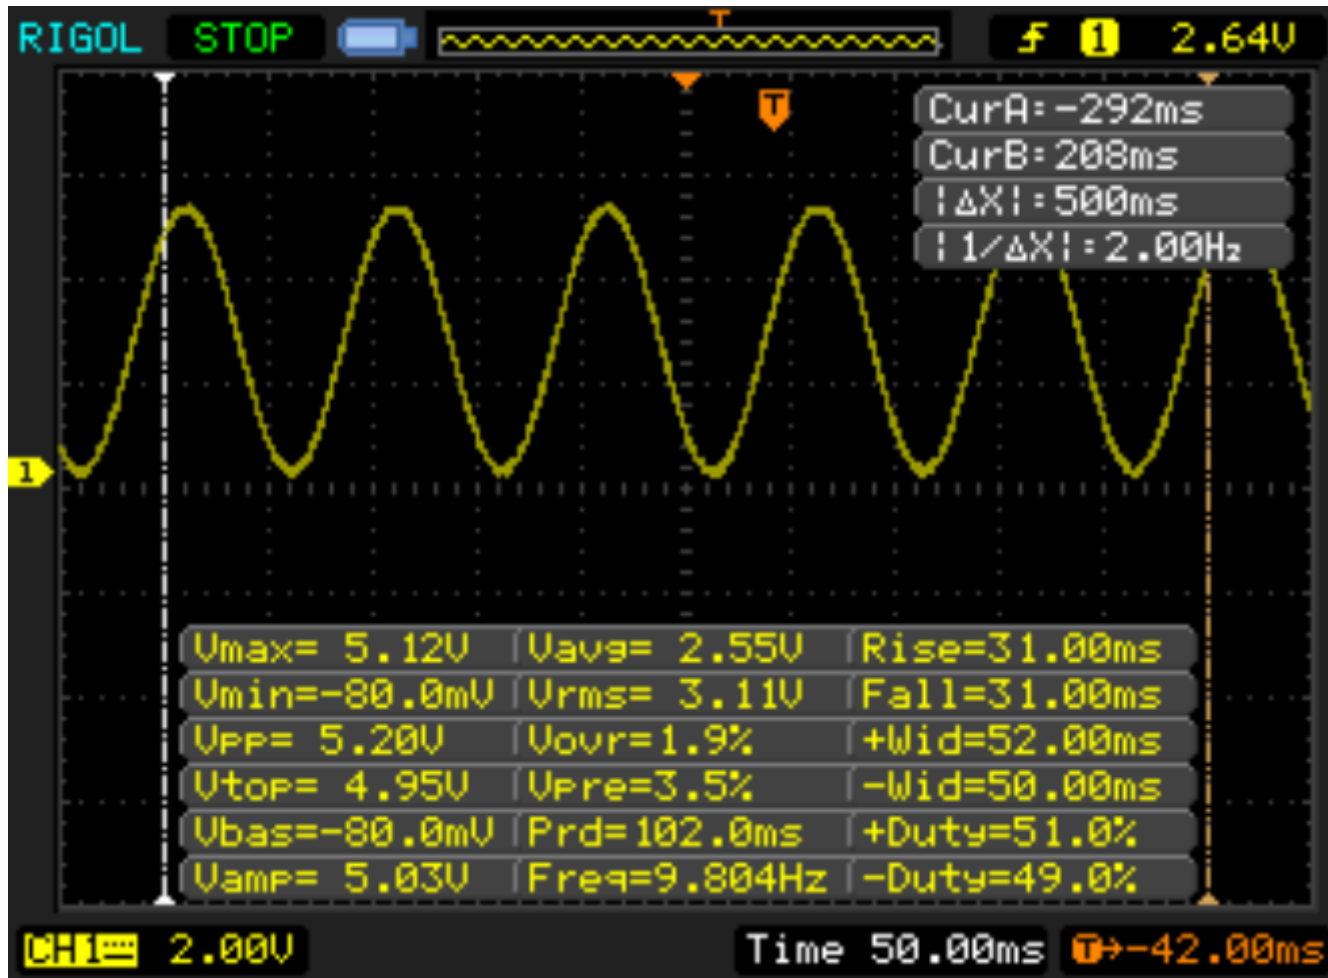 RIGOL STOP T 1 2.64V
T
CurA=-292ms
CurB=208ms
|ΔX|=500ms
|1/ΔX|=2.00Hz
1
Vmax= 5.12V Vavg= 2.55V Rise=31.00ms
Vmin=-80.0mV Vrms= 3.11V Fall=31.00ms
Vpp= 5.20V Vovr=1.9% +Wid=52.00ms
Vtop= 4.95V Vpre=3.5% -Wid=50.00ms
Vbas=-80.0mV Prd=102.0ms +Duty=51.0%
Vamp= 5.03V Freq=9.804Hz -Duty=49.0%
CH1 2.00V Time 50.00ms T→-42.00ms